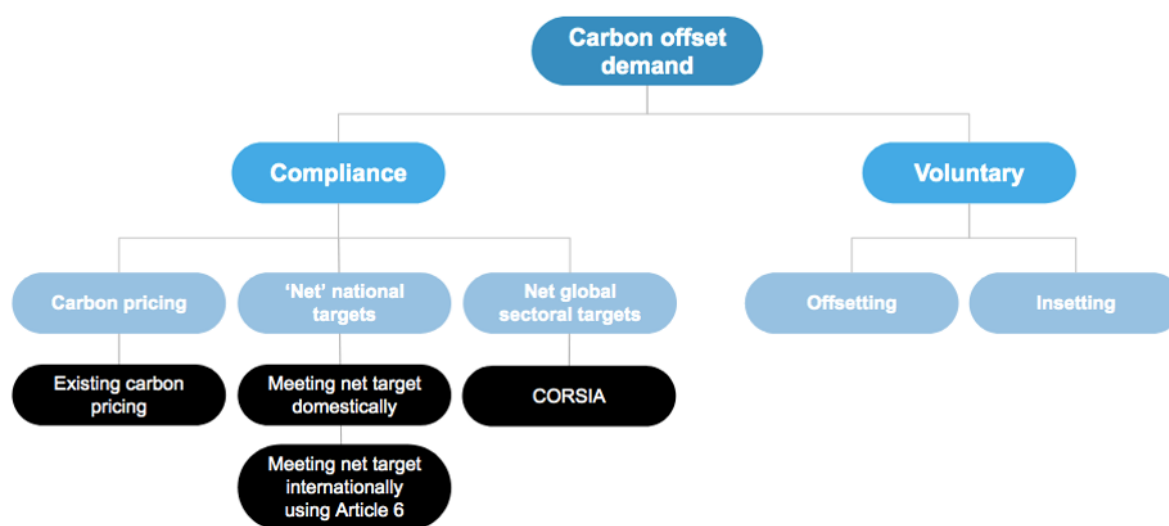 Carbon offset
demand
Compliance
Voluntary
Carbon pricing
‘Net’ national
targets
Net global
sectoral targets
Offsetting
Insetting
Existing carbon
pricing
Meeting net target
domestically
CORSIA
Meeting net target
internationally
using Article 6